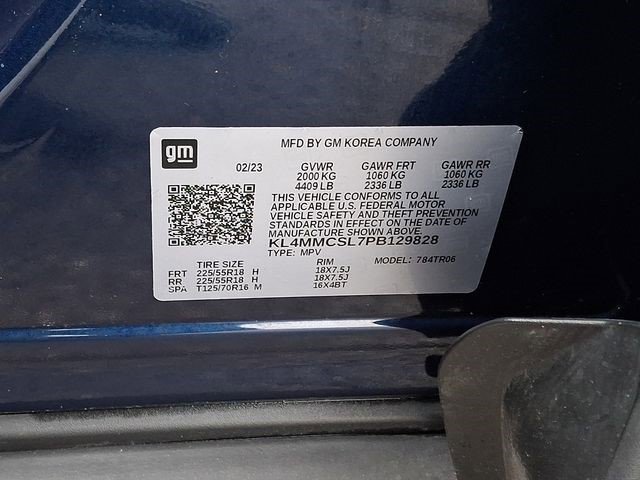 gm
MFD BY GM KOREA COMPANY
02/23 GVWR GAWR FRT GAWR RR
2000 KG 1060 KG 1060 KG
4409 LB 2336 LB 2336 LB
THIS VEHICLE CONFORMS TO ALL
APPLICABLE U.S. FEDERAL MOTOR
VEHICLE SAFETY AND THEFT PREVENTION
STANDARDS IN EFFECT ON THE DATE OF
MANUFACTURE SHOWN ABOVE.
KL4MMCSL7PB129828
TYPE: MPV MODEL: 784TR06
TIRE SIZE RIM
FRT 225/55R18 H 18X7.5J
RR 225/55R18 H 18X7.5J
SPA T125/70R16 M 16X4BT